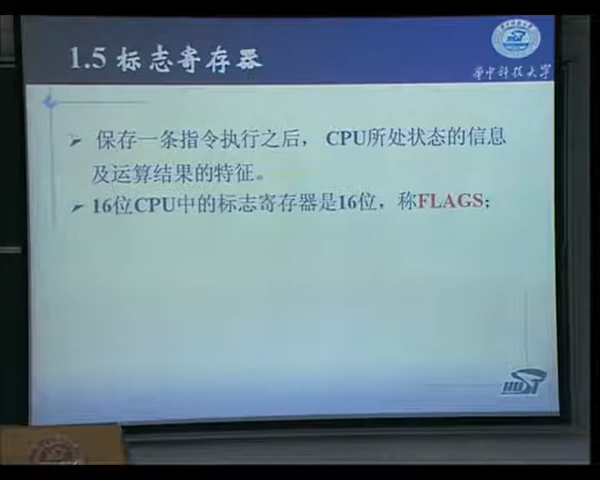 1.5 标志寄存器
华中科技大学
保存一条指令执行之后，CPU所处状态的信息
及运算结果的特征。
16位CPU中的标志寄存器是16位，称FLAGS；